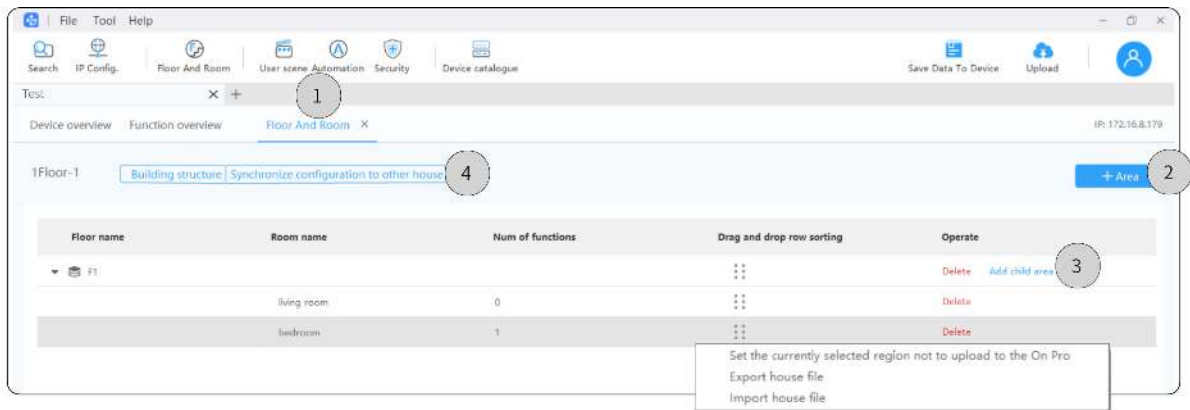 File Tool Help
Search IP Config. Floor And Room User scene Automation Security Device catalogue Save Data To Device Upload
Test × +
1
Device overview Function overview Floor And Room × IP: 172.16.8.179
1Floor-1 Building structure Synchronize configuration to other house 4 + Area 2
Floor name Room name Num of functions Drag and drop row sorting Operate
F1 Delete Add child area 3
living room 0 Delete
bedroom 1 Delete
Set the currently selected region not to upload to the On Pro
Export house file
Import house file